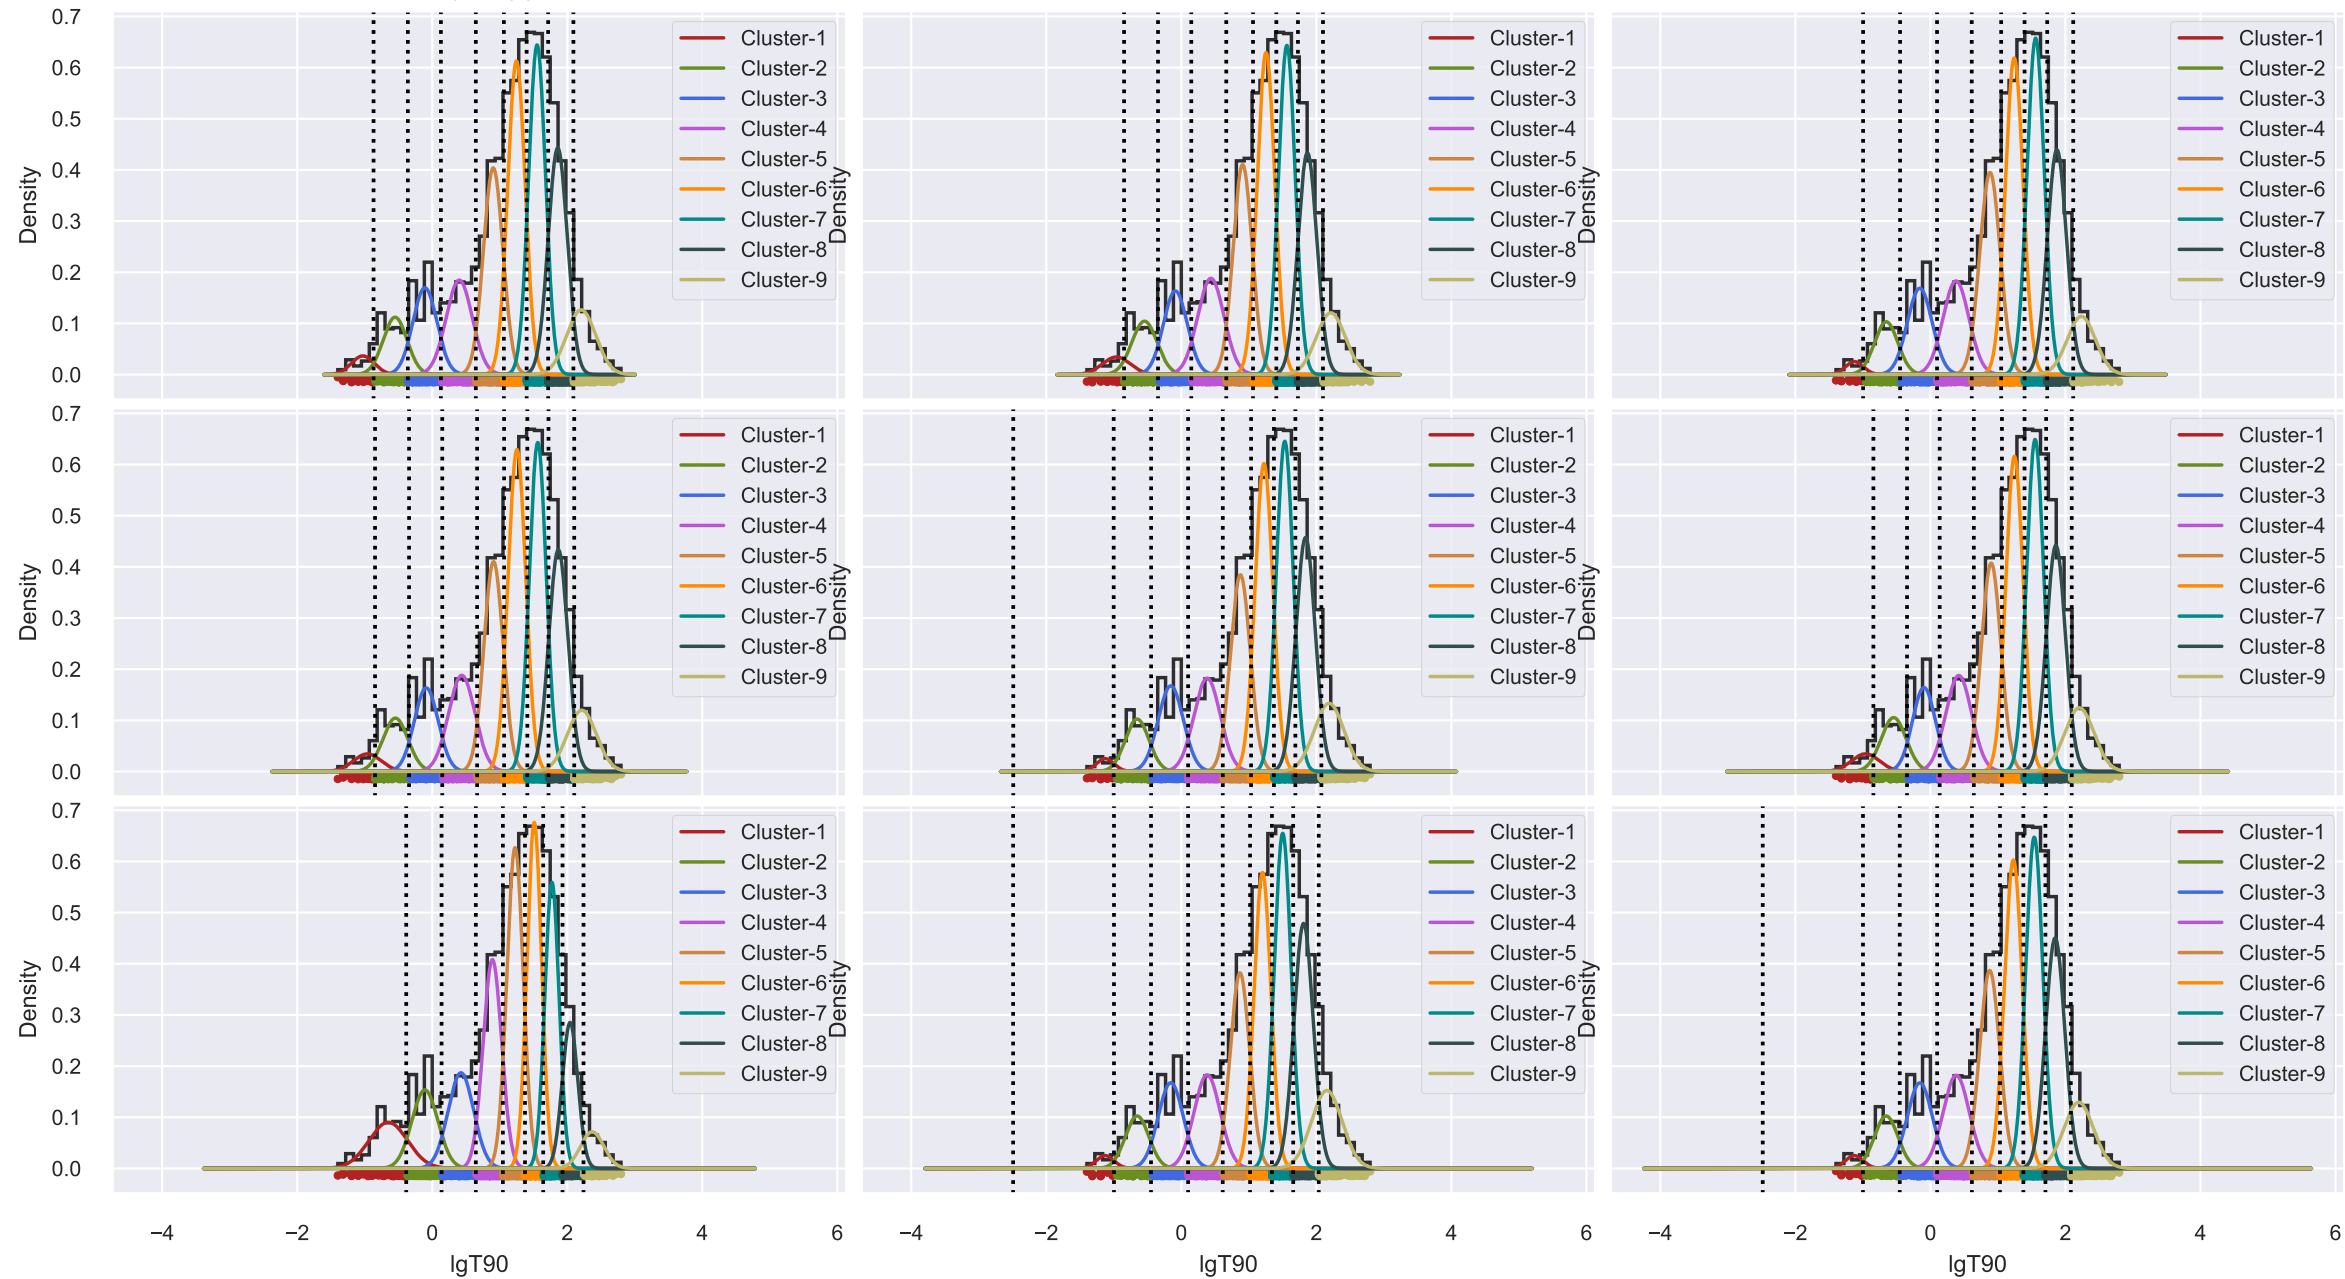 0.7
0.6
0.5
0.4
0.3
0.2
0.1
0.0
Density
Cluster-1
Cluster-2
Cluster-3
Cluster-4
Cluster-5
Cluster-6
Cluster-7
Cluster-8
Cluster-9
Density
Cluster-1
Cluster-2
Cluster-3
Cluster-4
Cluster-5
Cluster-6
Cluster-7
Cluster-8
Cluster-9
Density
Cluster-1
Cluster-2
Cluster-3
Cluster-4
Cluster-5
Cluster-6
Cluster-7
Cluster-8
Cluster-9
0.7
0.6
0.5
0.4
0.3
0.2
0.1
0.0
Density
Cluster-1
Cluster-2
Cluster-3
Cluster-4
Cluster-5
Cluster-6
Cluster-7
Cluster-8
Cluster-9
Density
Cluster-1
Cluster-2
Cluster-3
Cluster-4
Cluster-5
Cluster-6
Cluster-7
Cluster-8
Cluster-9
Density
Cluster-1
Cluster-2
Cluster-3
Cluster-4
Cluster-5
Cluster-6
Cluster-7
Cluster-8
Cluster-9
0.7
0.6
0.5
0.4
0.3
0.2
0.1
0.0
Density
Cluster-1
Cluster-2
Cluster-3
Cluster-4
Cluster-5
Cluster-6
Cluster-7
Cluster-8
Cluster-9
Density
Cluster-1
Cluster-2
Cluster-3
Cluster-4
Cluster-5
Cluster-6
Cluster-7
Cluster-8
Cluster-9
Density
Cluster-1
Cluster-2
Cluster-3
Cluster-4
Cluster-5
Cluster-6
Cluster-7
Cluster-8
Cluster-9
−4 −2 0 2 4 6
lgT90
−4 −2 0 2 4 6
lgT90
−4 −2 0 2 4 6
lgT90